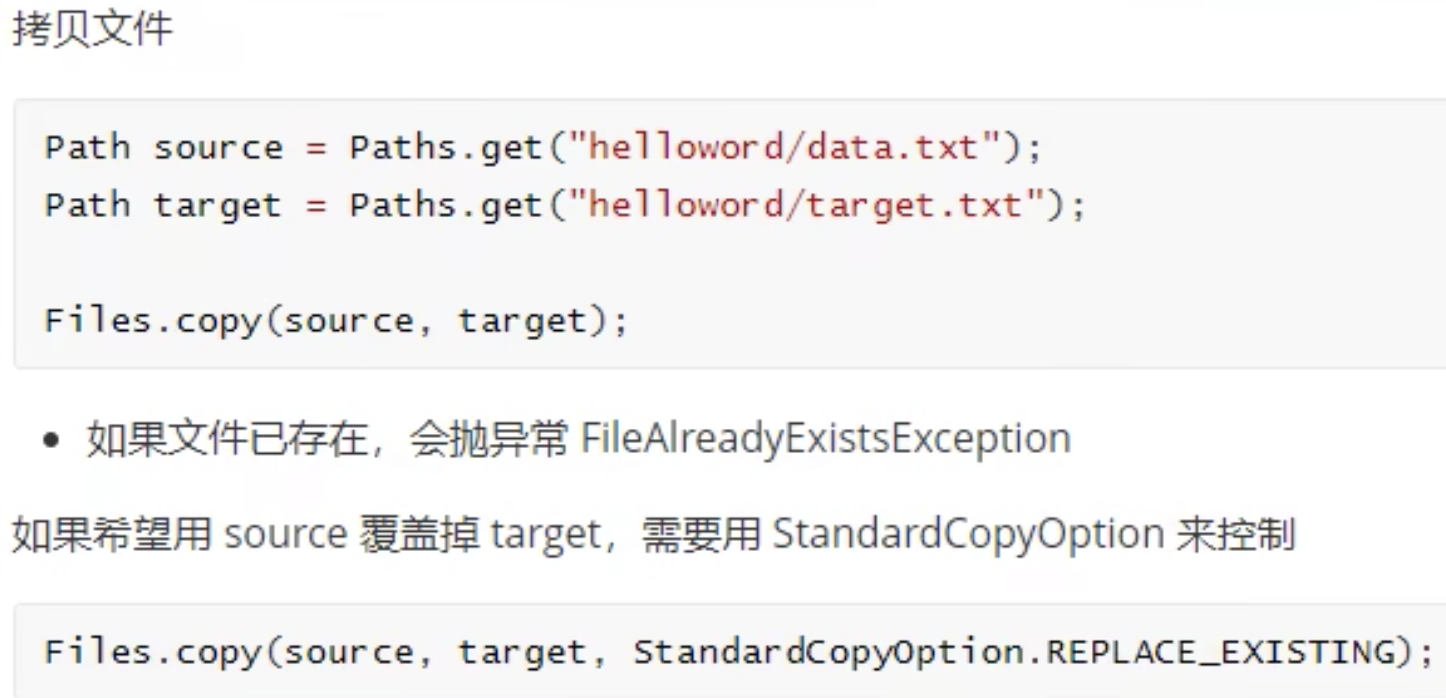 拷贝文件
Path source = Paths.get("helloword/data.txt");
Path target = Paths.get("helloword/target.txt");
Files.copy(source, target);
• 如果文件已存在，会抛异常 FileAlreadyExistsException
如果希望用 source 覆盖掉 target，需要用 StandardCopyOption 来控制
Files.copy(source, target, StandardCopyOption.REPLACE_EXISTING);